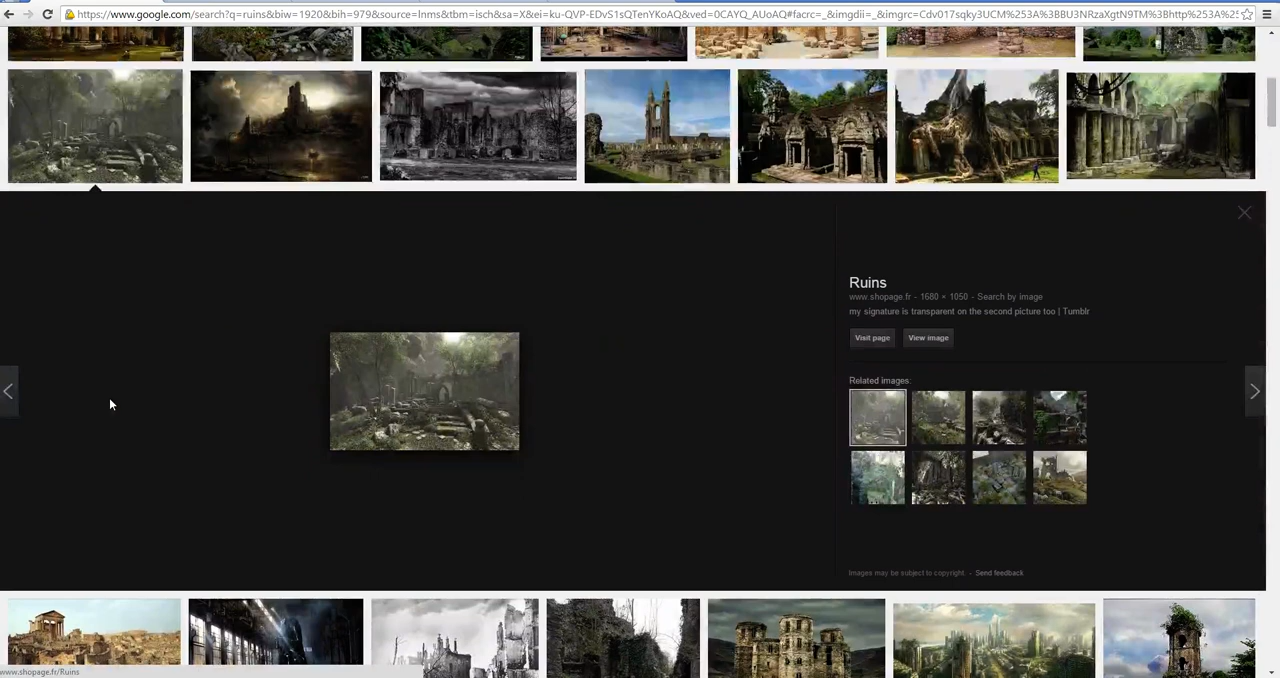 https://www.google.com/search?q=ruins&biw=1920&bih=979&source=lnms&tbm=isch&sa=X&ei=ku-QVP-EDvS1sQTenYKoAQ&ved=0CAYQ_AUoAQ#facrc=_&imgdii=_&imgrc=Cdv017sqky3UCM%253A%3BBU3NRzaXgtN9TM%3Bhttp%3A%25
Ruins
www.shopage.fr - 1680 × 1050 - Search by image
my signature is transparent on the second picture too | Tumblr
Visit page
View image
Related images:
Images may be subject to copyright. - Send feedback
www.shopage.fr/Ruins